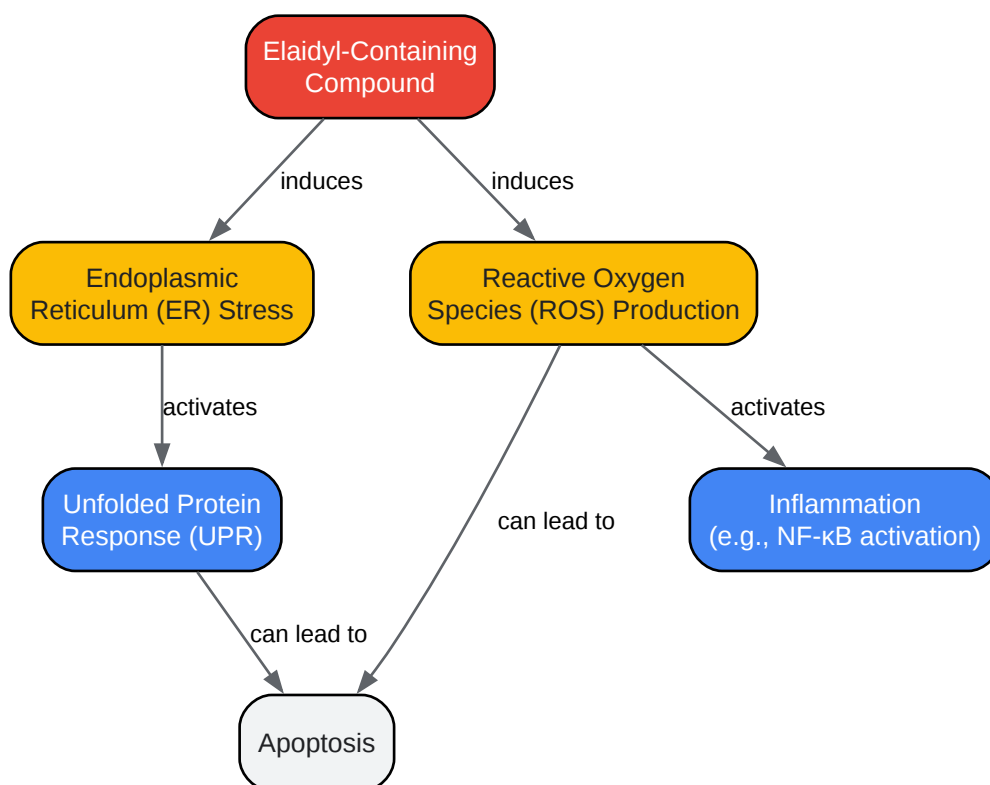 Elaidyl-Containing
Compound
induces
induces
Endoplasmic
Reticulum (ER) Stress
Reactive Oxygen
Species (ROS) Production
activates
activates
Unfolded Protein
Response (UPR)
can lead to
Inflammation
(e.g., NF-κB activation)
can lead to
Apoptosis